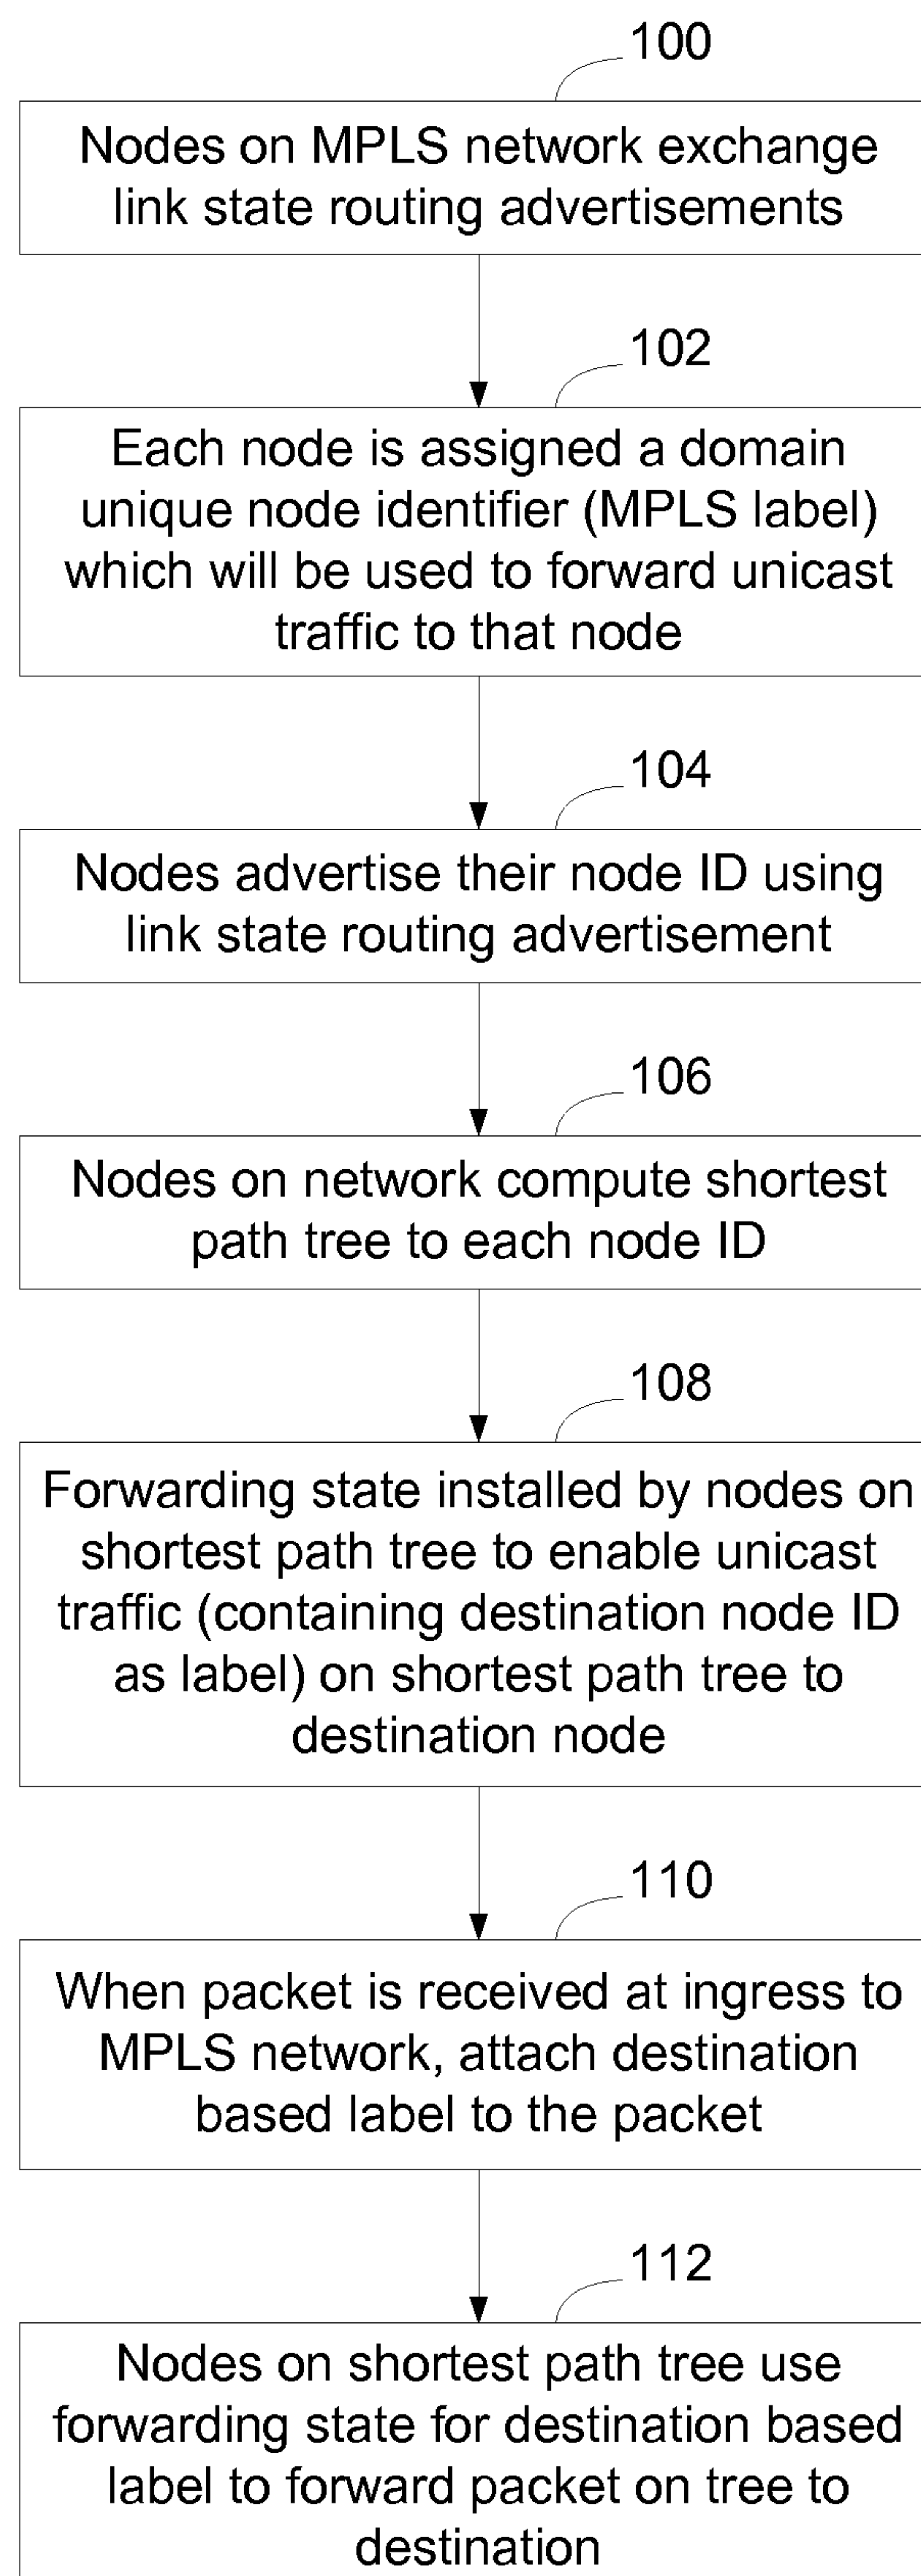 100
Nodes on MPLS network exchange
link state routing advertisements
102
Each node is assigned a domain
unique node identifier (MPLS label)
which will be used to forward unicast
traffic to that node
104
Nodes advertise their node ID using
link state routing advertisement
106
Nodes on network compute shortest
path tree to each node ID
108
Forwarding state installed by nodes on
shortest path tree to enable unicast
traffic (containing destination node ID
as label) on shortest path tree to
destination node
110
When packet is received at ingress to
MPLS network, attach destination
based label to the packet
112
Nodes on shortest path tree use
forwarding state for destination based
label to forward packet on tree to
destination